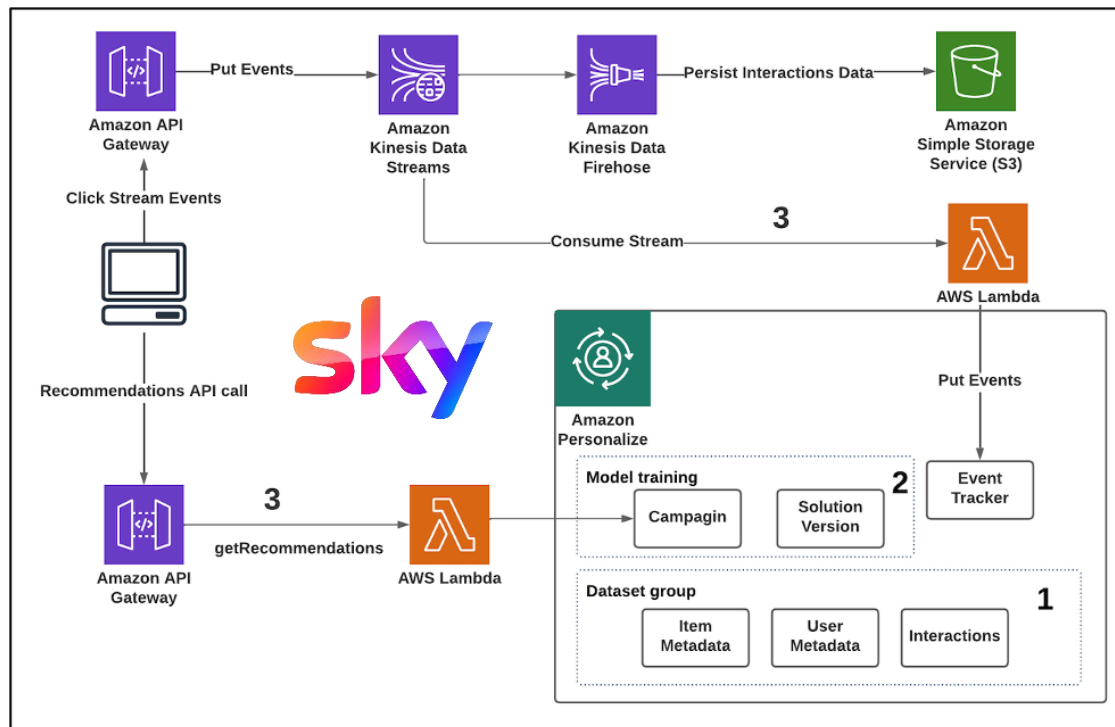 Put Events
Persist Interactions Data
Amazon API
Gateway
Amazon
Kinesis Data
Streams
Amazon
Kinesis Data
Firehose
Amazon
Simple Storage
Service (S3)
Click Stream Events
3
Consume Stream
AWS Lambda
sky
Recommendations API call
Amazon
Personalize
Put Events
Model training
2
Campagin
Solution
Version
Event
Tracker
3
getRecommendations
Amazon API
Gateway
AWS Lambda
Dataset group
1
Item
Metadata
User
Metadata
Interactions